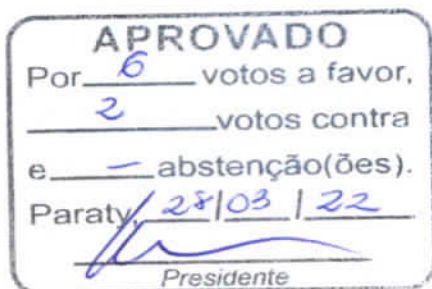 APROVADO
Por 6 votos a favor,
2 votos contra
e — abstenção(ões).
Paraty, 28/03/22
Presidente